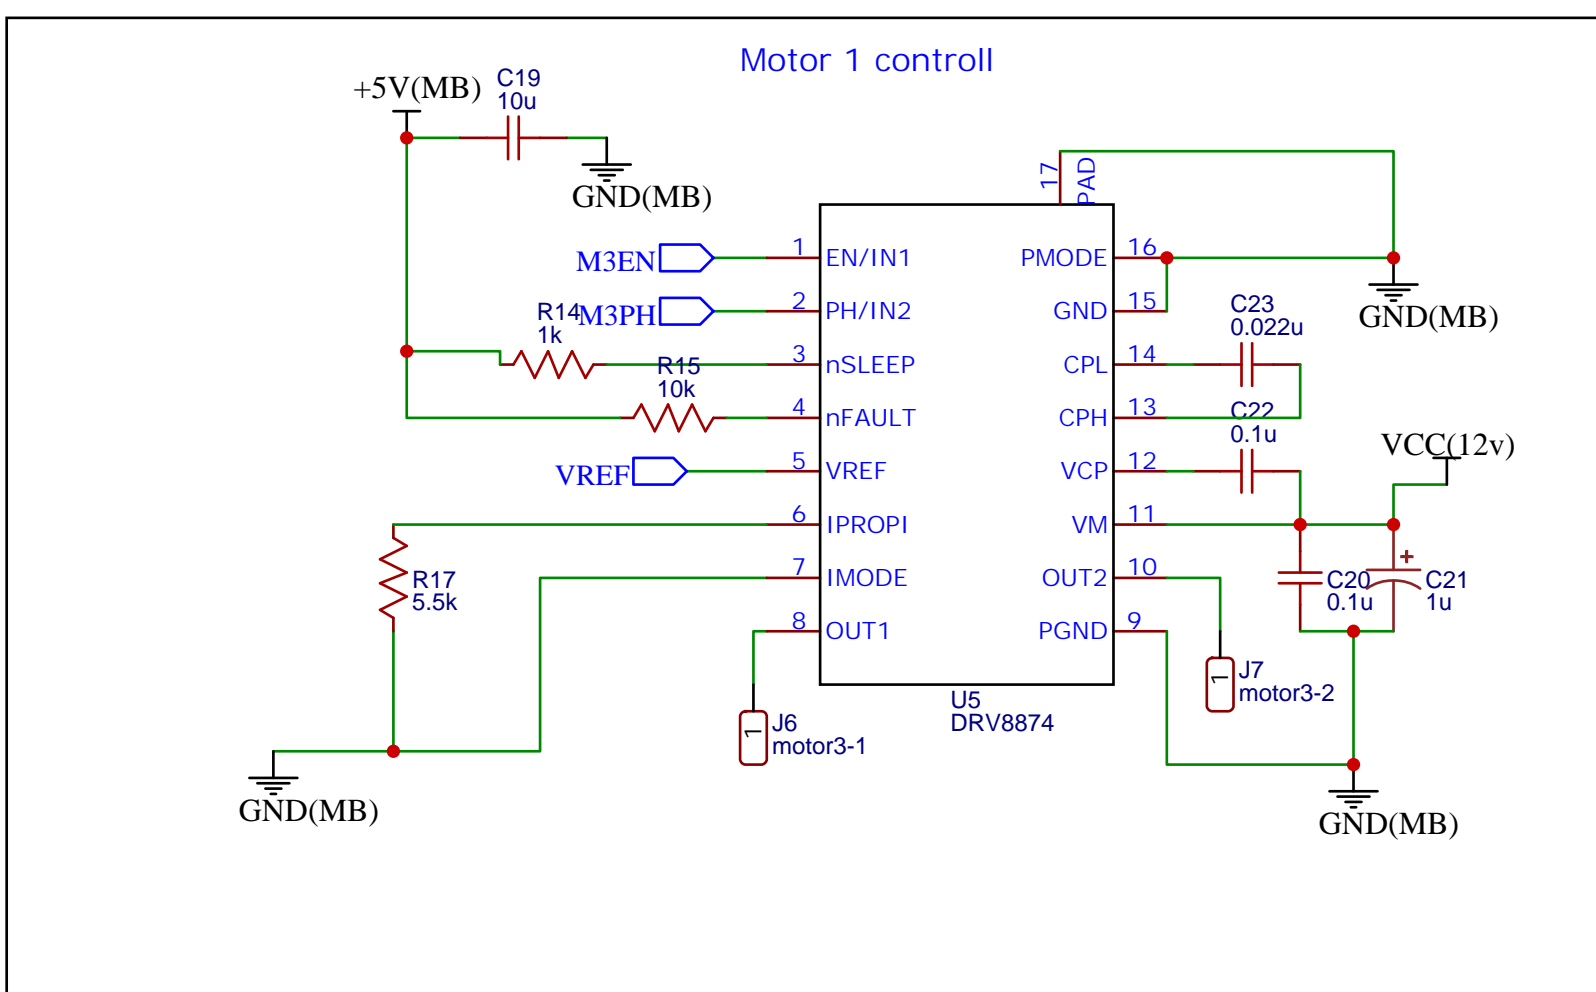 Motor 1 controll
+5V(MB)
C19
10u
GND(MB)
17
PAD
M3EN
1
EN/IN1
PMODE
16
R14
1k
M3PH
2
PH/IN2
GND
15
GND(MB)
C23
0.022u
R15
10k
3
nSLEEP
CPL
14
4
nFAULT
CPH
13
C22
0.1u
VCC(12v)
VREF
5
VREF
VCP
12
6
IPROPI
VM
11
+
R17
5.5k
7
IMODE
OUT2
10
C20
0.1u
C21
1u
8
OUT1
PGND
9
1
J7
motor3-2
U5
DRV8874
1
J6
motor3-1
GND(MB)
GND(MB)